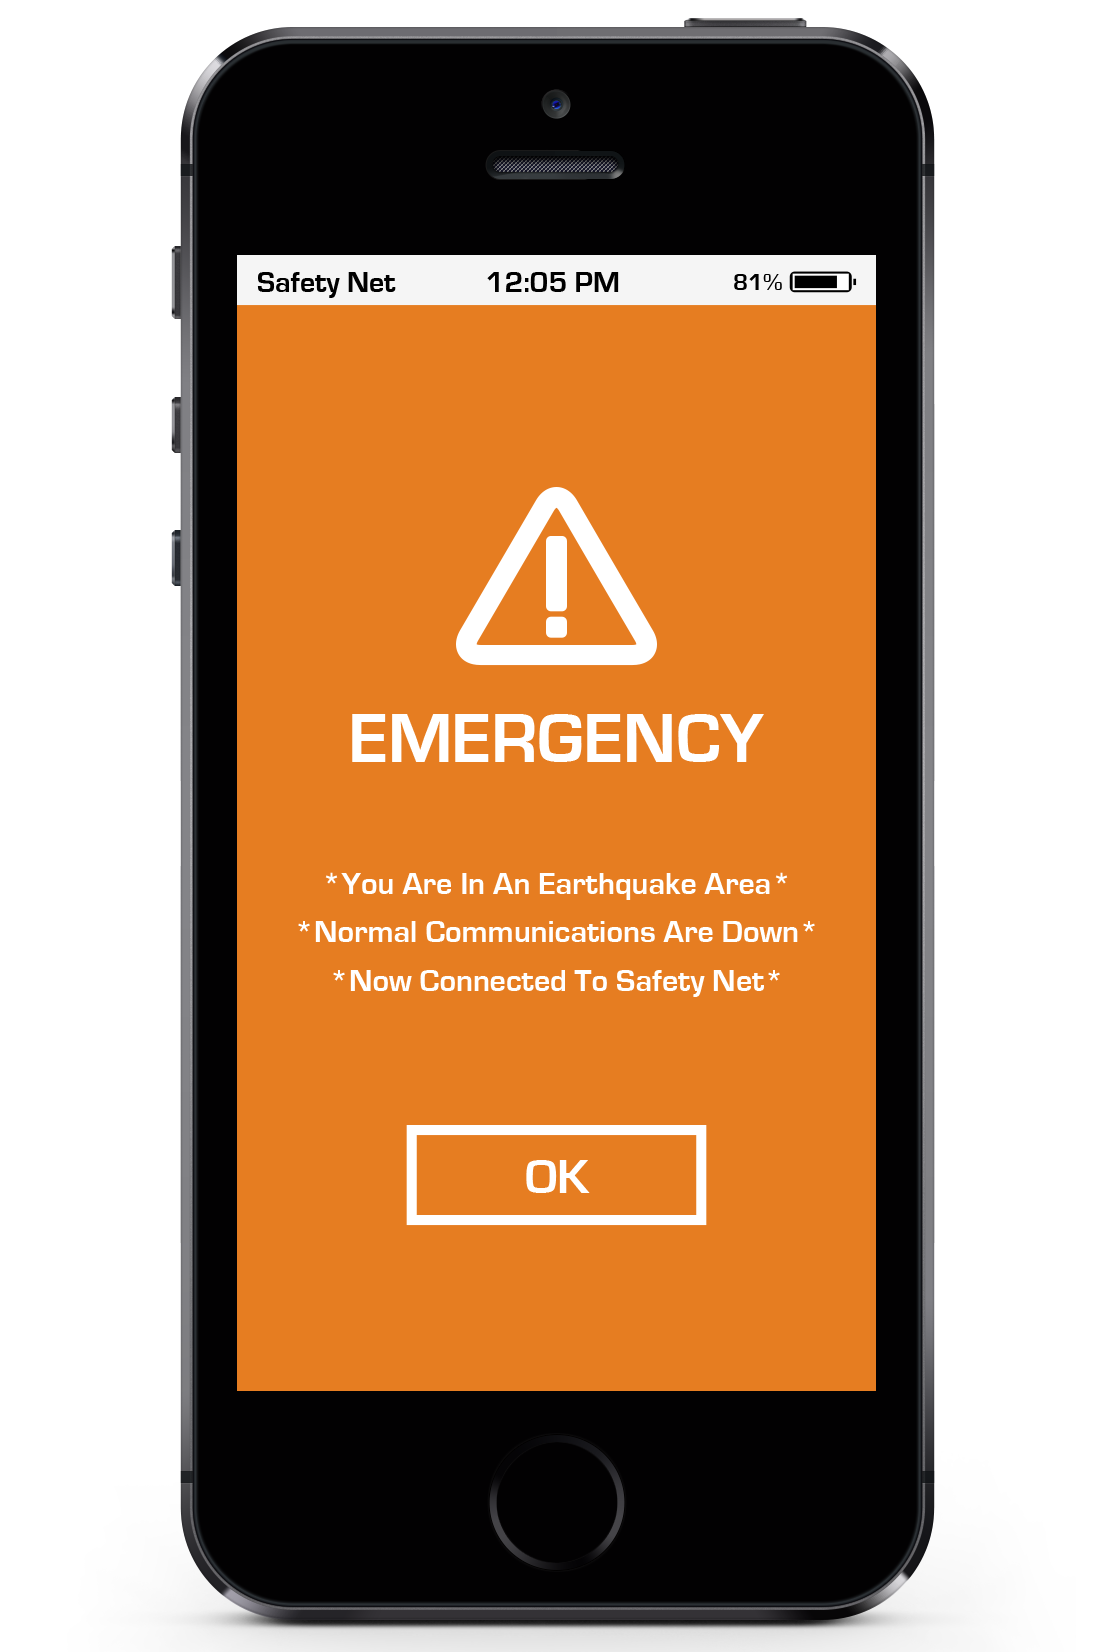 Safety Net 12:05 PM 81%
EMERGENCY
*You Are In An Earthquake Area*
*Normal Communications Are Down*
*Now Connected To Safety Net*
OK